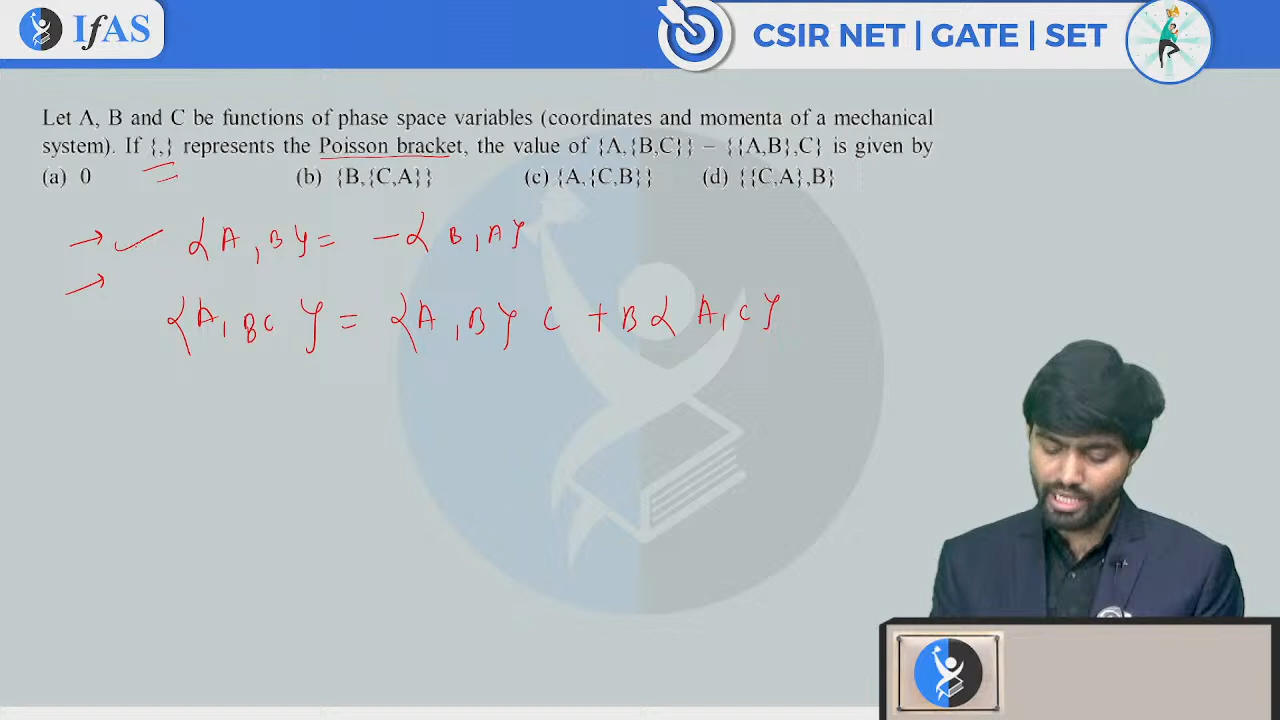 IfAS
CSIR NET | GATE | SET
Let A, B and C be functions of phase space variables (coordinates and momenta of a mechanical
system). If {,} represents the Poisson bracket, the value of {A,{B,C}} – {{A,B},C} is given by
(a) 0 (b) {B,{C,A}} (c) {A,{C,B}} (d) {{C,A},B}
→ ✓ {A, B} = – {B, A}
→
{A, BC} = {A, B} C + B {A, C}